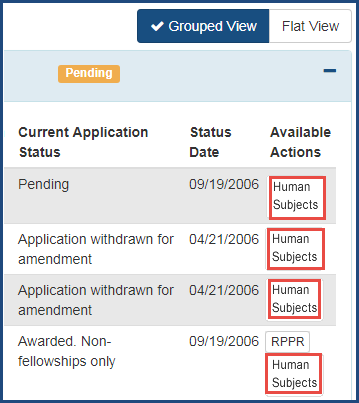 ✔ Grouped View Flat View
Pending
Current Application Status Available
Status Date Actions
Pending 09/19/2006 Human
Subjects
Application withdrawn for 04/21/2006 Human
amendment Subjects
Application withdrawn for 04/21/2006 Human
amendment Subjects
Awarded. Non- 09/19/2006 RPPR
fellowships only Human
Subjects